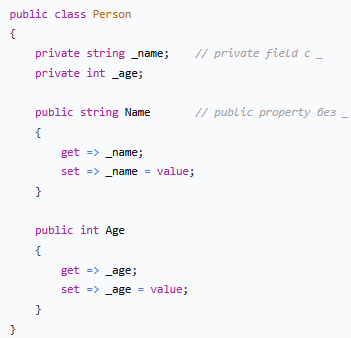 public class Person
{
    private string _name;    // private field с _
    private int _age;

    public string Name       // public property без _
    {
        get => _name;
        set => _name = value;
    }

    public int Age
    {
        get => _age;
        set => _age = value;
    }
}